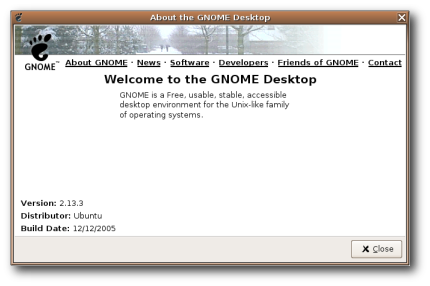 About the GNOME Desktop
GNOME™ About GNOME · News · Software · Developers · Friends of GNOME · Contact
Welcome to the GNOME Desktop
GNOME is a Free, usable, stable, accessible
desktop environment for the Unix-like family
of operating systems.
Version: 2.13.3
Distributor: Ubuntu
Build Date: 12/12/2005
Close